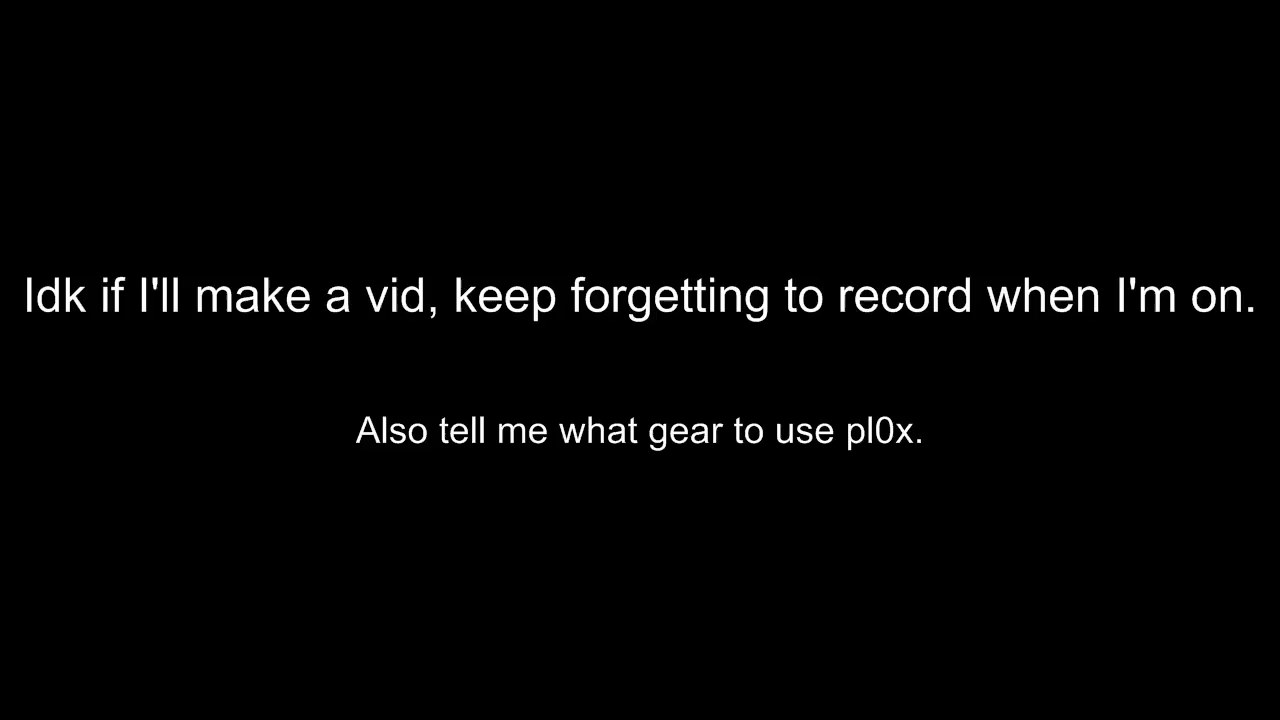 Idk if I'll make a vid, keep forgetting to record when I'm on.
Also tell me what gear to use pl0x.